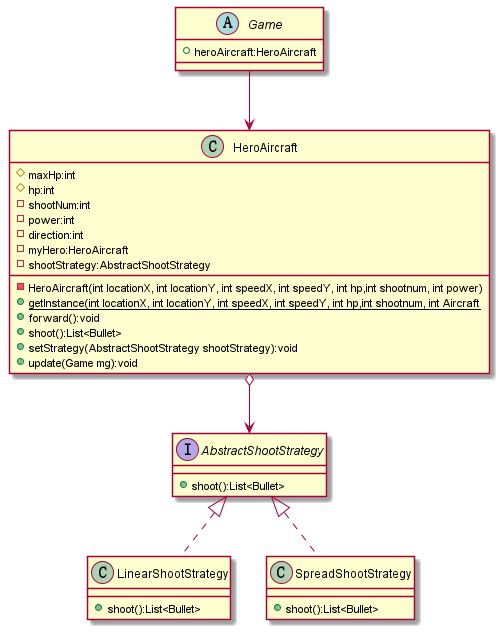 A Game
heroAircraft:HeroAircraft
C HeroAircraft
maxHp:int
hp:int
shootNum:int
power:int
direction:int
myHero:HeroAircraft
shootStrategy:AbstractShootStrategy
HeroAircraft(int locationX, int locationY, int speedX, int speedY, int hp,int shootnum, int power)
getInstance(int locationX, int locationY, int speedX, int speedY, int hp,int shootnum, int Aircraft
forward():void
shoot():List<Bullet>
setStrategy(AbstractShootStrategy shootStrategy):void
update(Game mg):void
I AbstractShootStrategy
shoot():List<Bullet>
C LinearShootStrategy
shoot():List<Bullet>
C SpreadShootStrategy
shoot():List<Bullet>